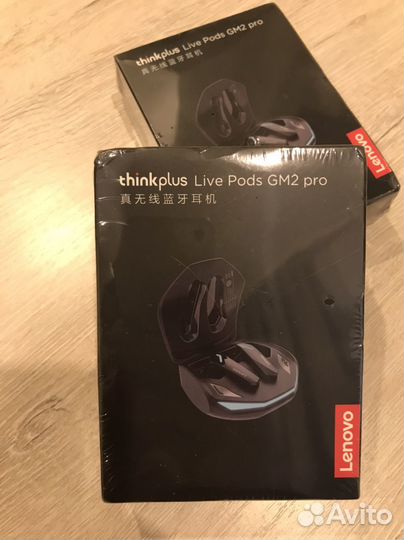 thinkplus Live Pods GM2 pro
真无线蓝牙耳机
Lenovo
thinkplus Live Pods GM2 pro
真无线蓝牙耳机
Lenovo
Avito